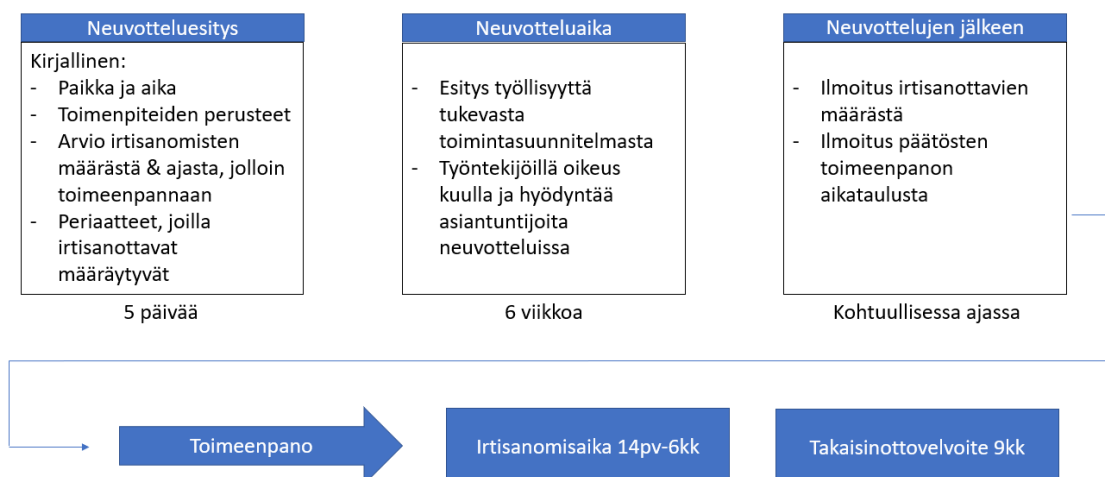 Neuvotteluesitys
Kirjallinen:
- Paikka ja aika
- Toimenpiteiden perusteet
- Arvio irtisanomisten
määrästä & ajasta, jolloin
toimeenpannaan
- Periaatteet, joilla
irtisanottavat
määräytyvät
5 päivää
Neuvotteluaika
- Esitys työllisyyttä
tukevasta
toimintasuunnitelmasta
- Työntekijöillä oikeus
kuulla ja hyödyntää
asiantuntijoita
neuvotteluissa
6 viikkoa
Neuvottelujen jälkeen
- Ilmoitus irtisanottavien
määrästä
- Ilmoitus päätösten
toimeenpanon
aikataulusta
Kohtuullisessa ajassa
Toimeenpano
Irtisanomisaika 14pv-6kk
Takaisinottovelvoite 9kk